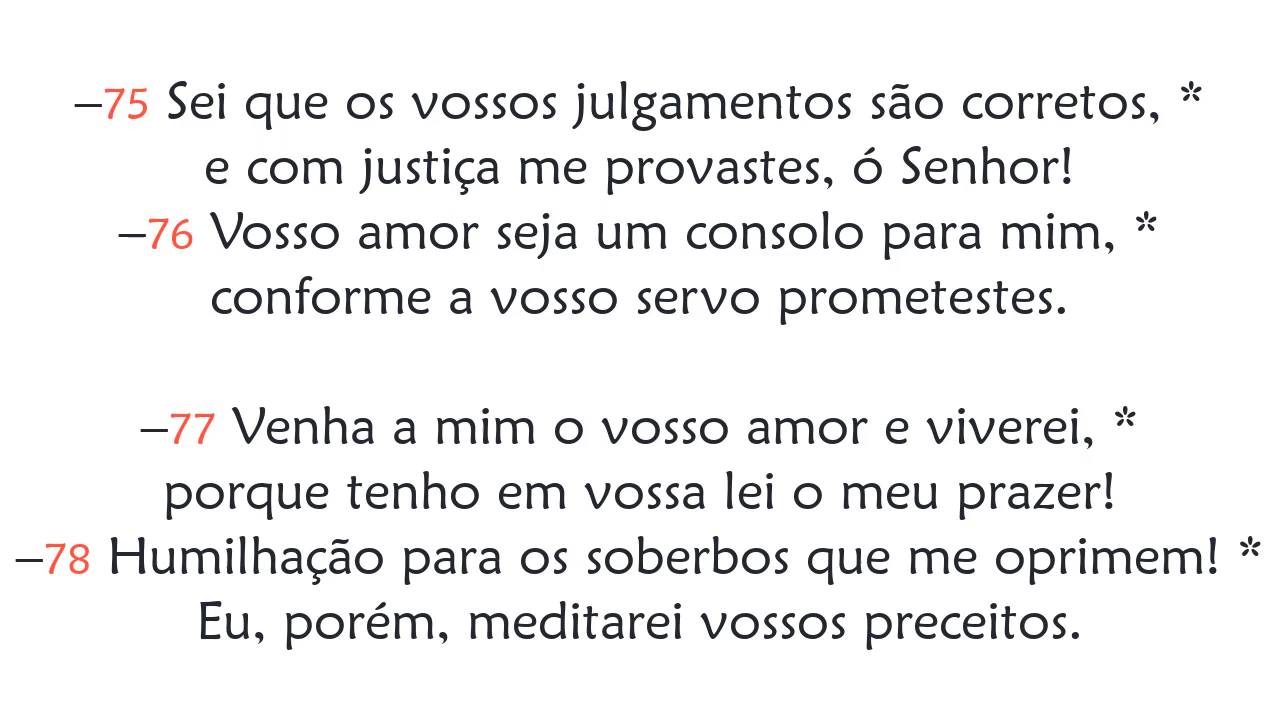 –75 Sei que os vossos julgamentos são corretos, *
e com justiça me provastes, ó Senhor!
–76 Vosso amor seja um consolo para mim, *
conforme a vosso servo prometestes.
–77 Venha a mim o vosso amor e viverei, *
porque tenho em vossa lei o meu prazer!
–78 Humilhação para os soberbos que me oprimem! *
Eu, porém, meditarei vossos preceitos.